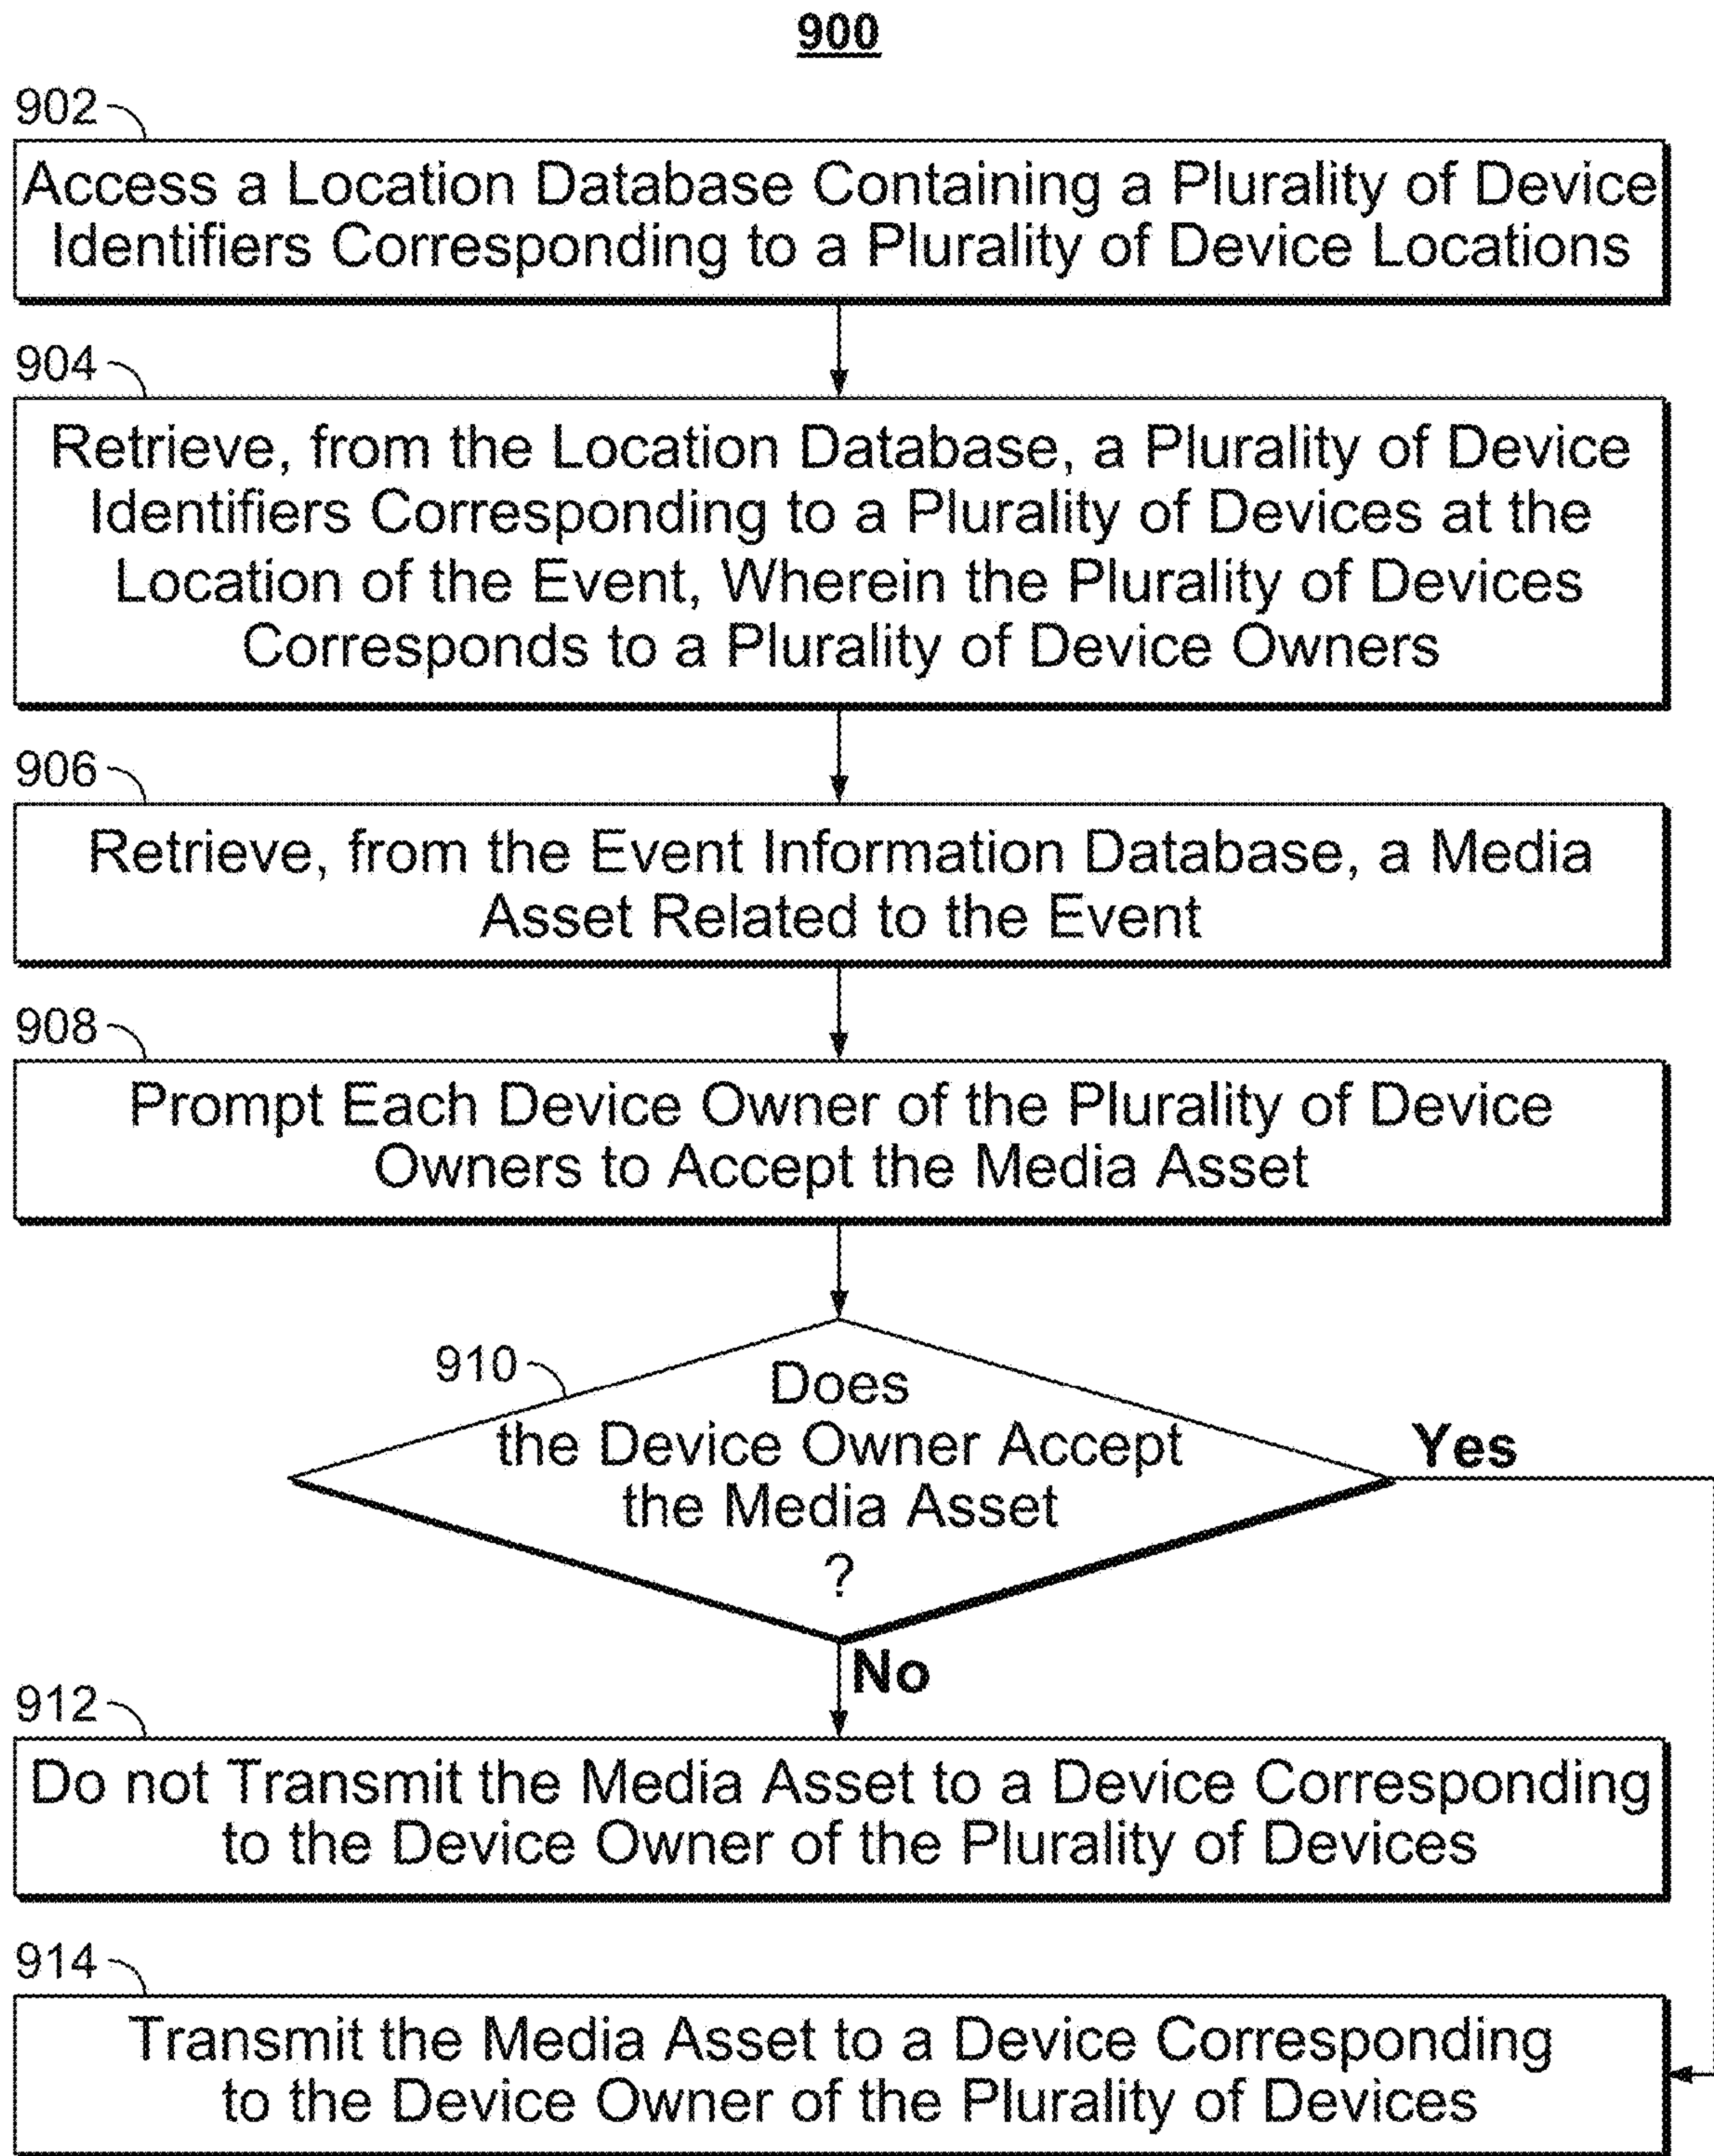 900
902
Access a Location Database Containing a Plurality of Device
Identifiers Corresponding to a Plurality of Device Locations
904
Retrieve, from the Location Database, a Plurality of Device
Identifiers Corresponding to a Plurality of Devices at the
Location of the Event, Wherein the Plurality of Devices
Corresponds to a Plurality of Device Owners
906
Retrieve, from the Event Information Database, a Media
Asset Related to the Event
908
Prompt Each Device Owner of the Plurality of Device
Owners to Accept the Media Asset
910
Does
the Device Owner Accept
the Media Asset
?
Yes
No
912
Do not Transmit the Media Asset to a Device Corresponding
to the Device Owner of the Plurality of Devices
914
Transmit the Media Asset to a Device Corresponding
to the Device Owner of the Plurality of Devices